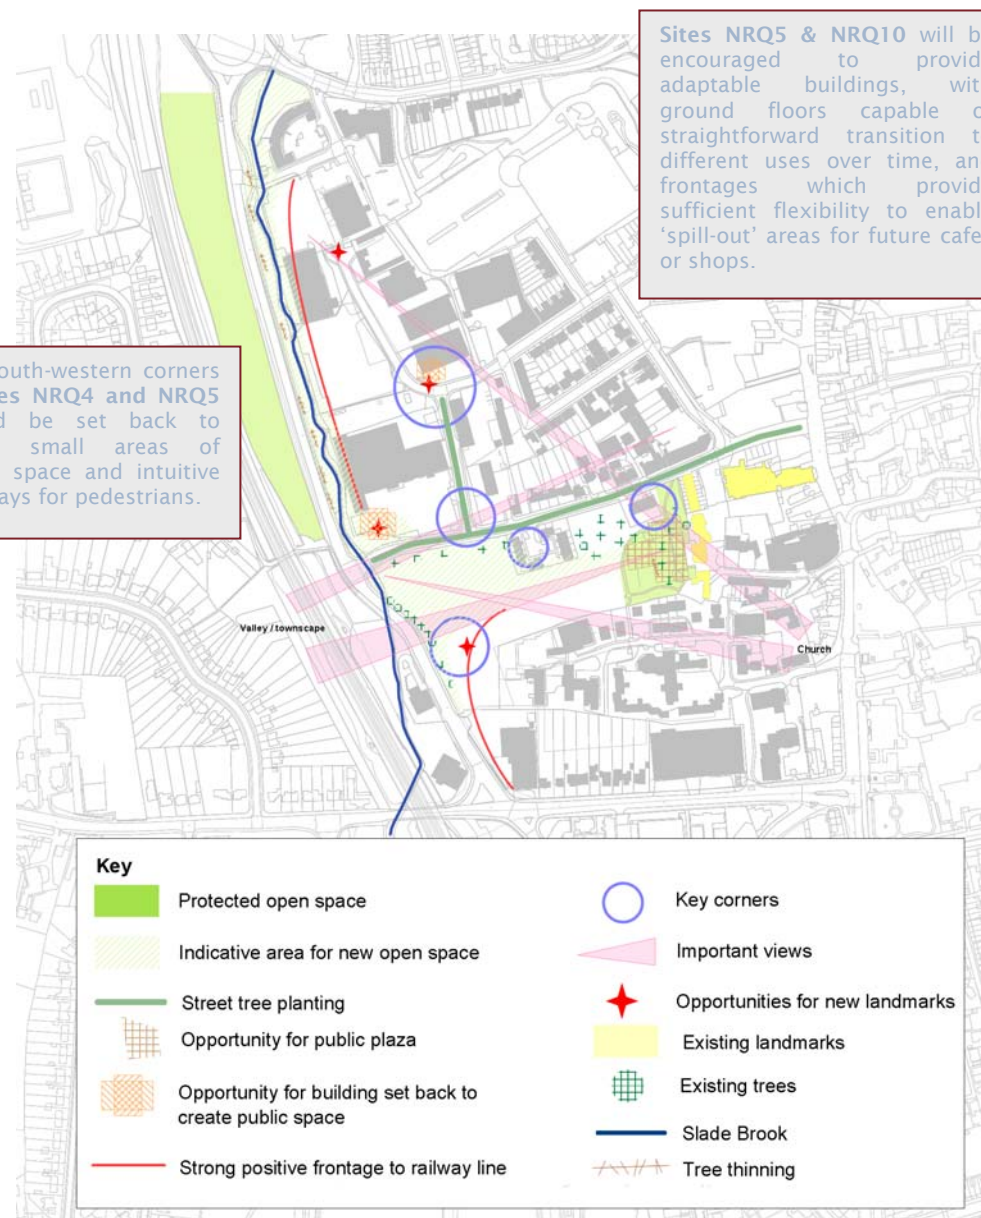 Sites NRQ5 & NRQ10 will b
encouraged to provid
adaptable buildings, wit
ground floors capable o
straightforward transition t
different uses over time, an
frontages which provid
sufficient flexibility to enabl
‘spill-out’ areas for future cafe
or shops.
outh-western corners
es NRQ4 and NRQ5
d be set back to
small areas of
space and intuitive
ays for pedestrians.
Valley / townscape
Church
Key
Protected open space
Indicative area for new open space
Street tree planting
Opportunity for public plaza
Opportunity for building set back to
create public space
Strong positive frontage to railway line
Key corners
Important views
Opportunities for new landmarks
Existing landmarks
Existing trees
Slade Brook
Tree thinning